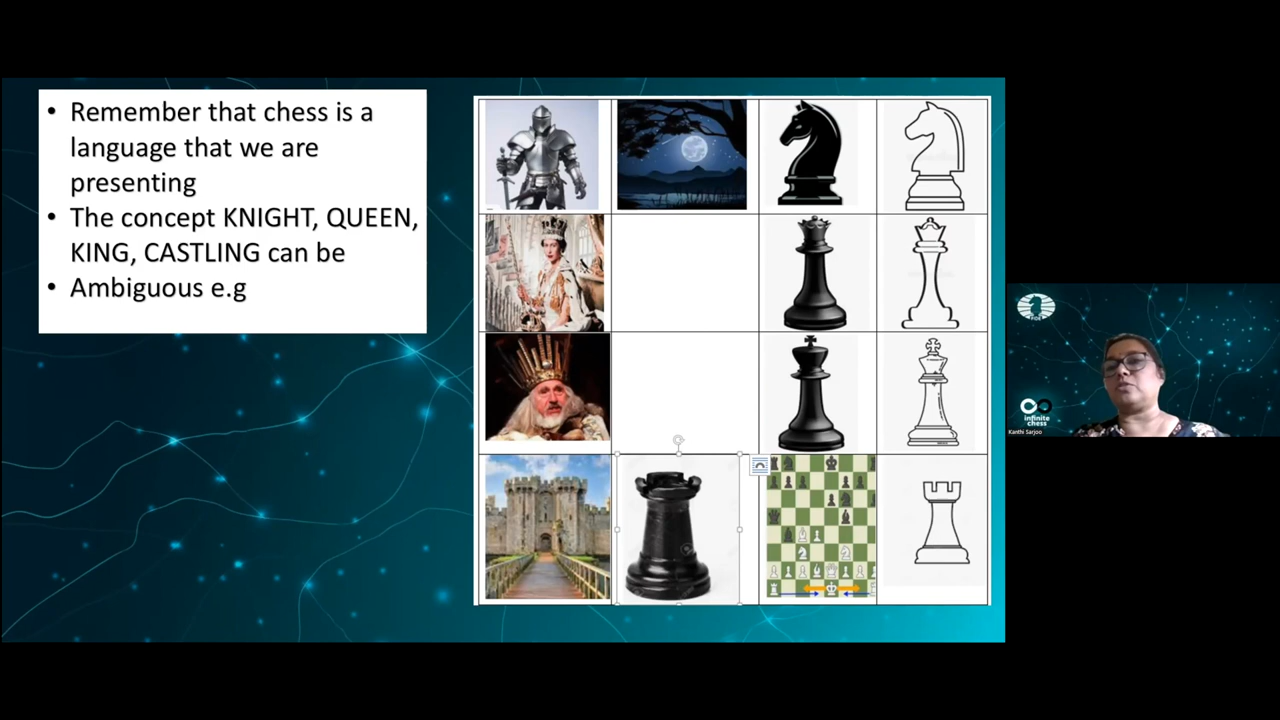 • Remember that chess is a
language that we are
presenting
• The concept KNIGHT, QUEEN,
KING, CASTLING can be
• Ambiguous e.g
infinite
chess
Kanthi Sarjoo